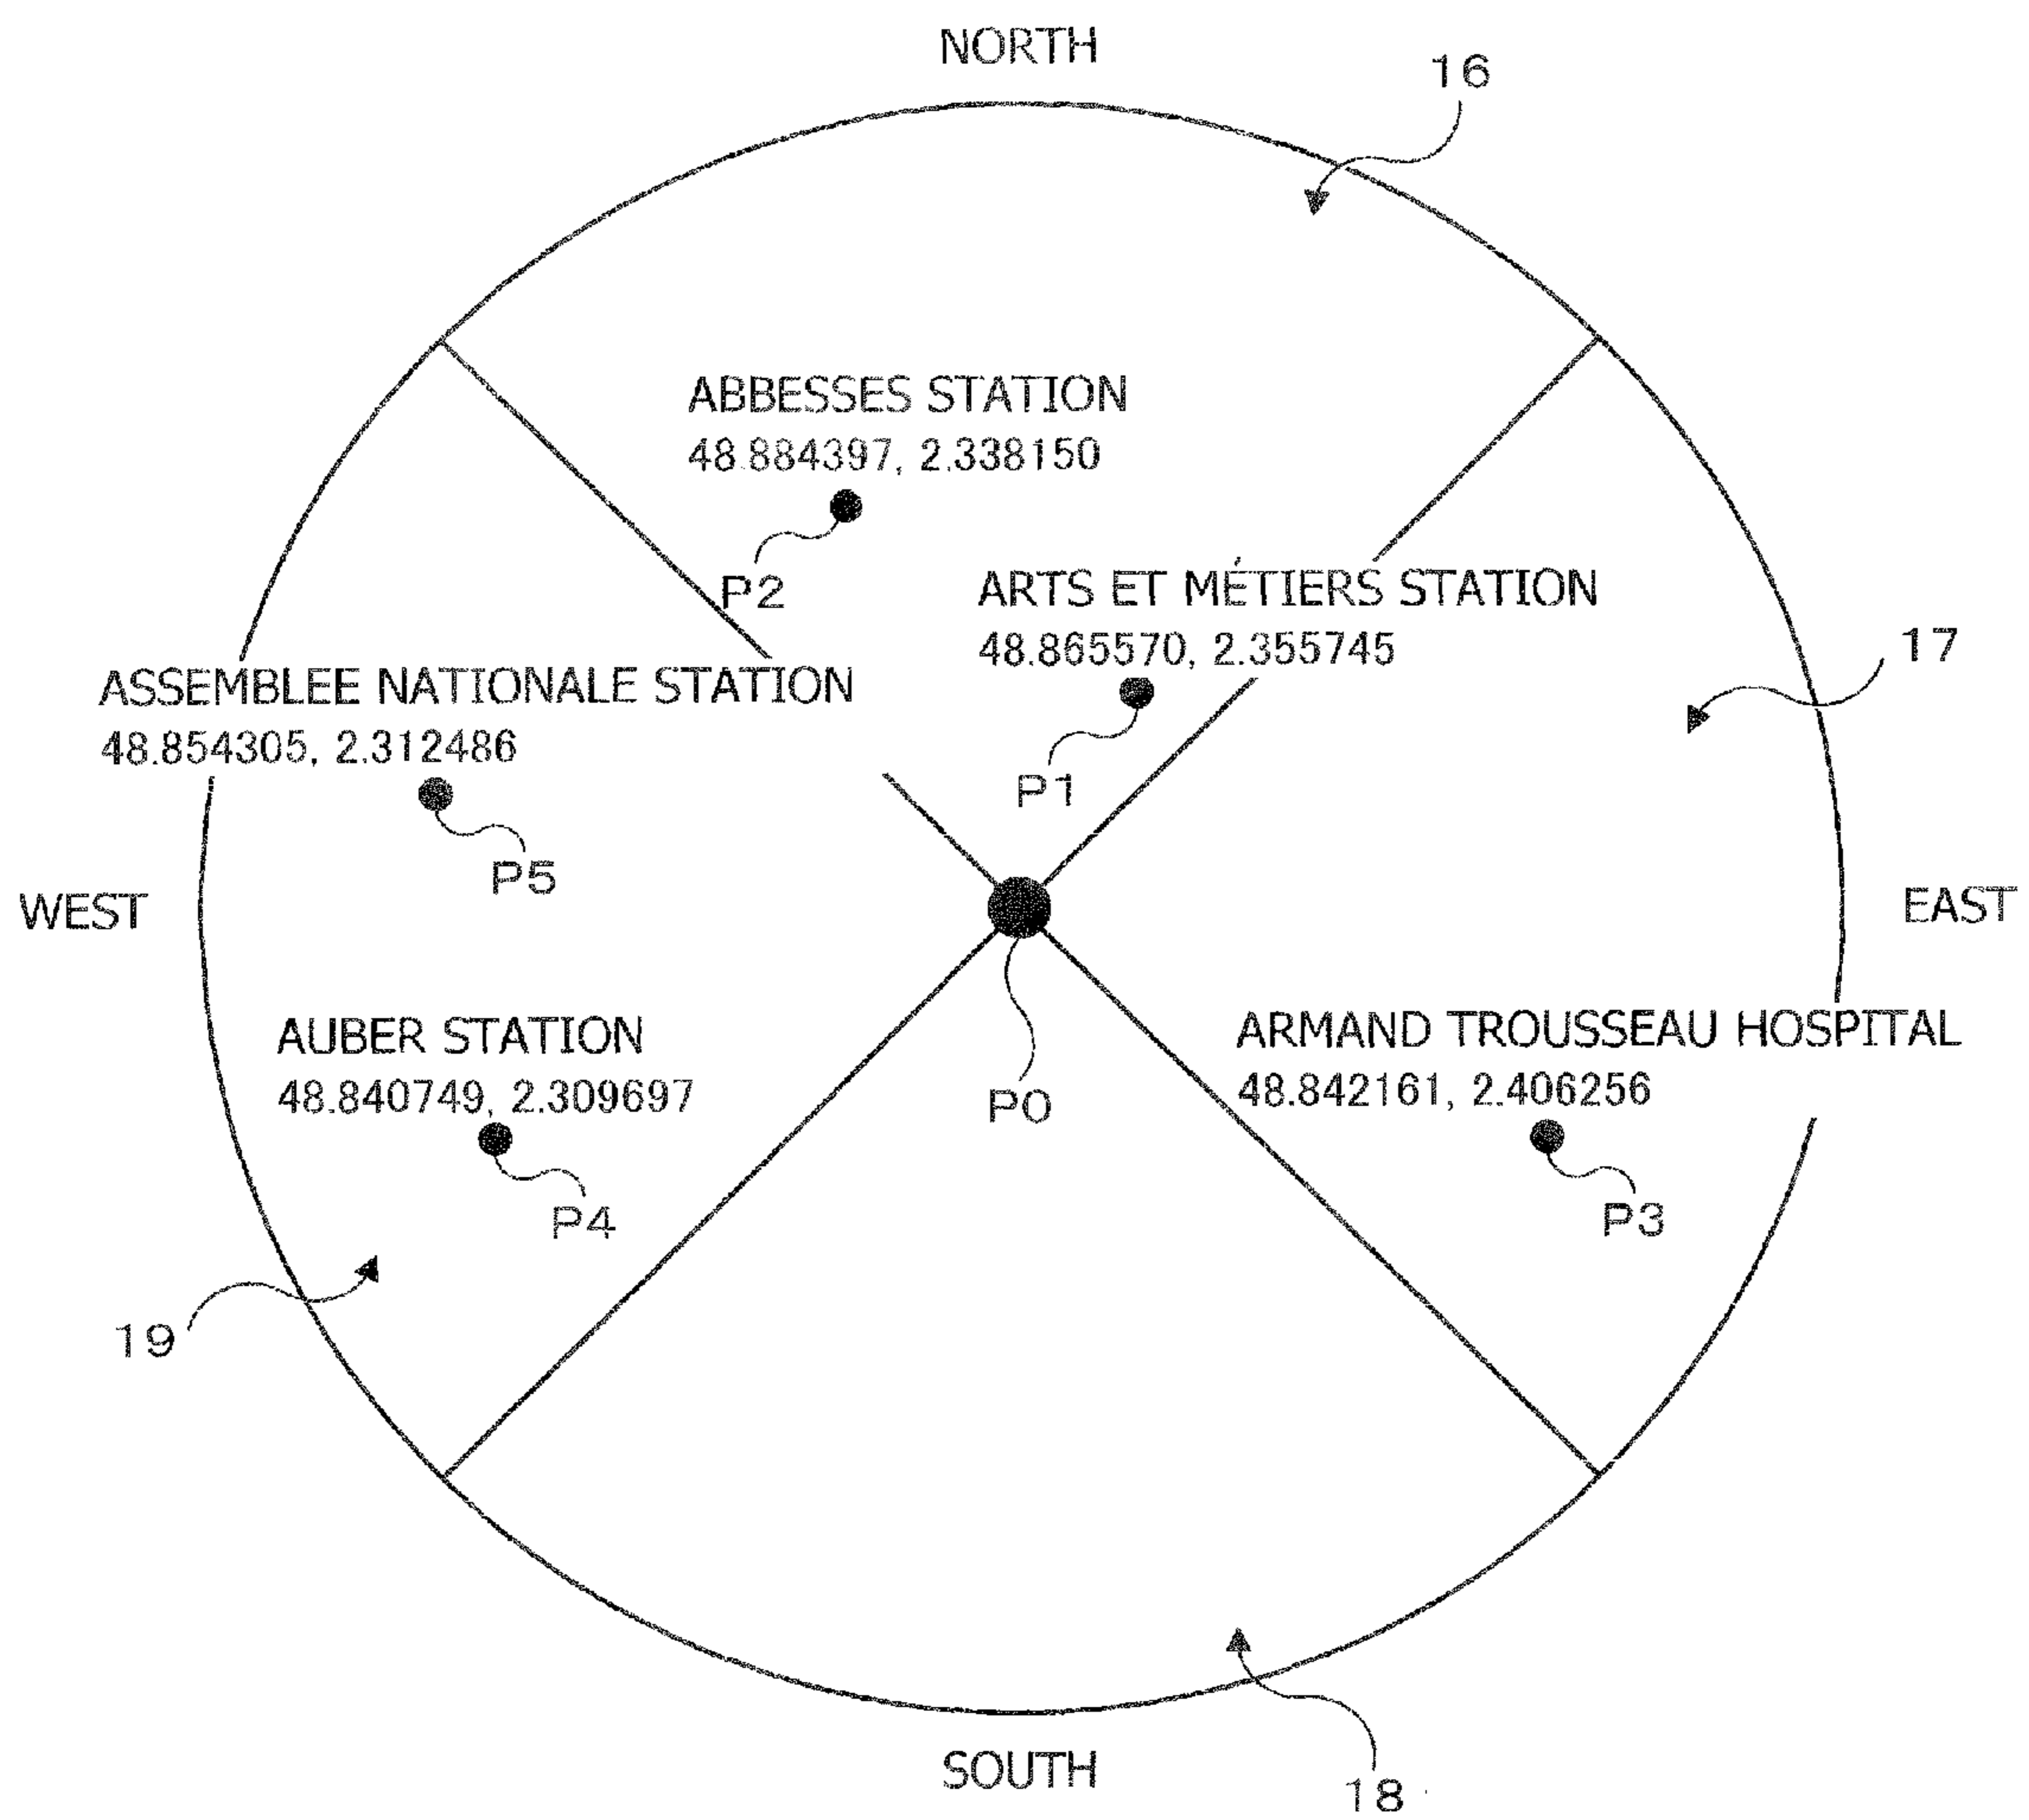 NORTH
16
ABBESSES STATION
48.884397, 2.338150
P2
ARTS ET MÉTIERS STATION
48.865570, 2.355745
P1
17
ASSEMBLEE NATIONALE STATION
48.854305, 2.312486
P5
WEST
EAST
AUBER STATION
48.840749, 2.309697
P4
P0
ARMAND TROUSSEAU HOSPITAL
48.842161, 2.406256
P3
19
SOUTH
18